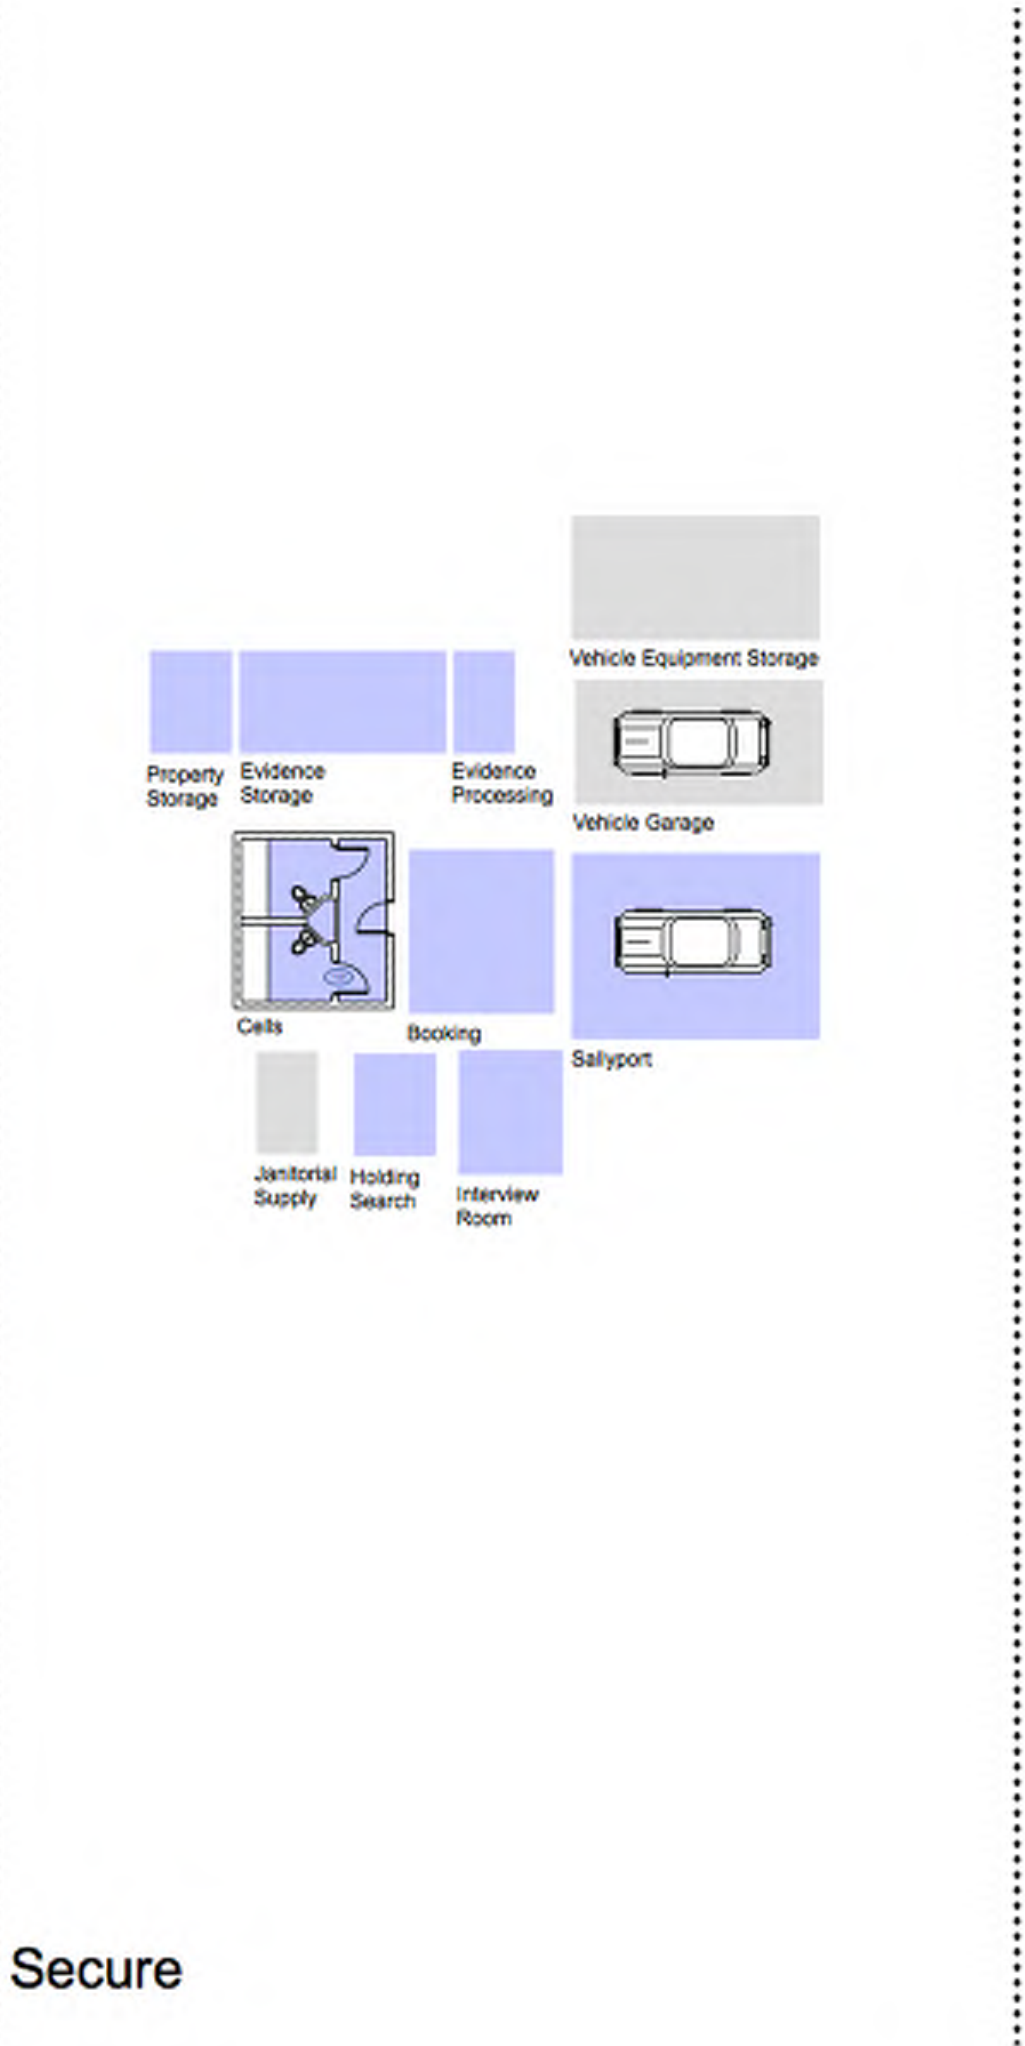 Vehicle Equipment Storage
Property
Storage
Evidence
Storage
Evidence
Processing
Vehicle Garage
Cells
Booking
Sallyport
Janitorial
Supply
Holding
Search
Interview
Room
Secure